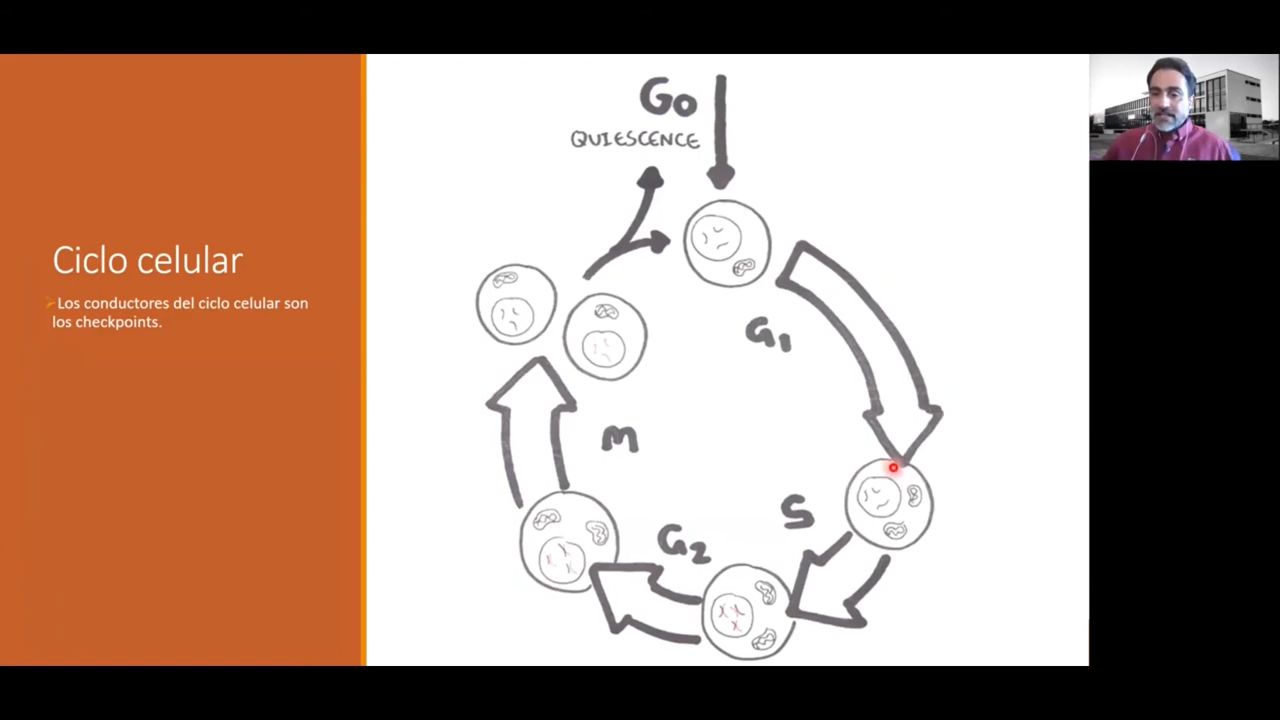 Ciclo celular
Los conductores del ciclo celular son
los checkpoints.
Go
QUIESCENCE
G1
S
G2
M